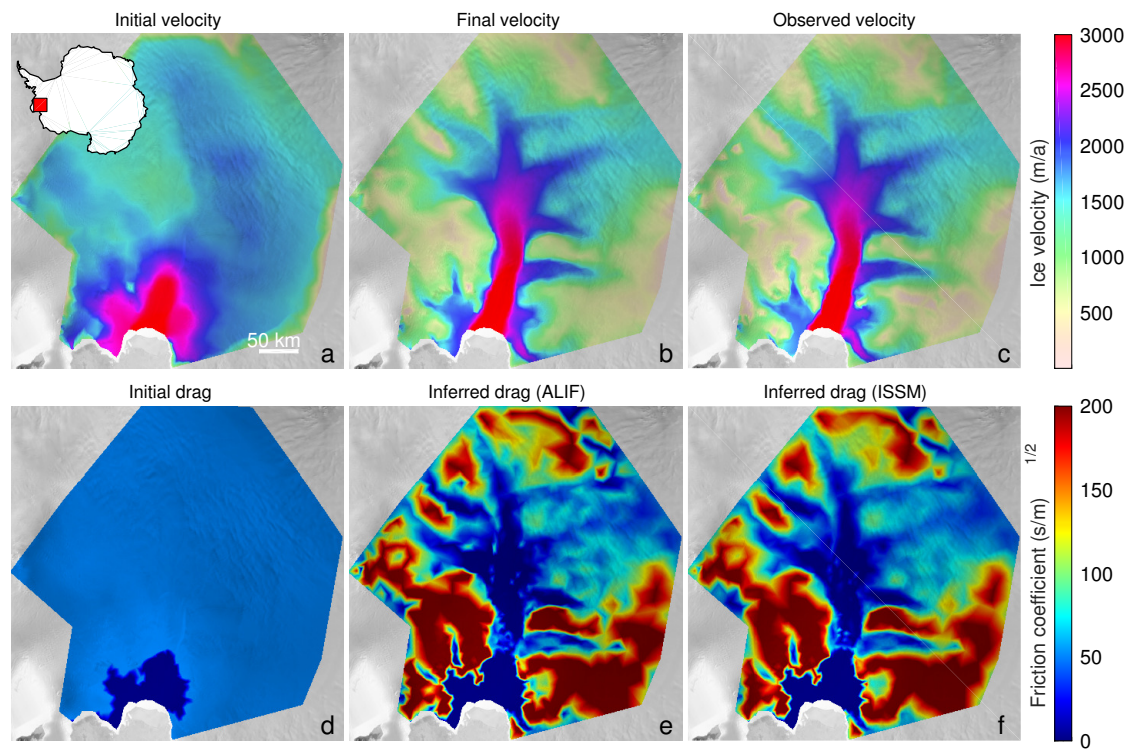 Initial velocity
Final velocity
Observed velocity
50 km
a
b
c
3000
2500
2000
1500
1000
500
Ice velocity (m/a)
Initial drag
Inferred drag (ALIF)
Inferred drag (ISSM)
d
e
f
200
150
100
50
0
Friction coefficient (s/m) 1/2